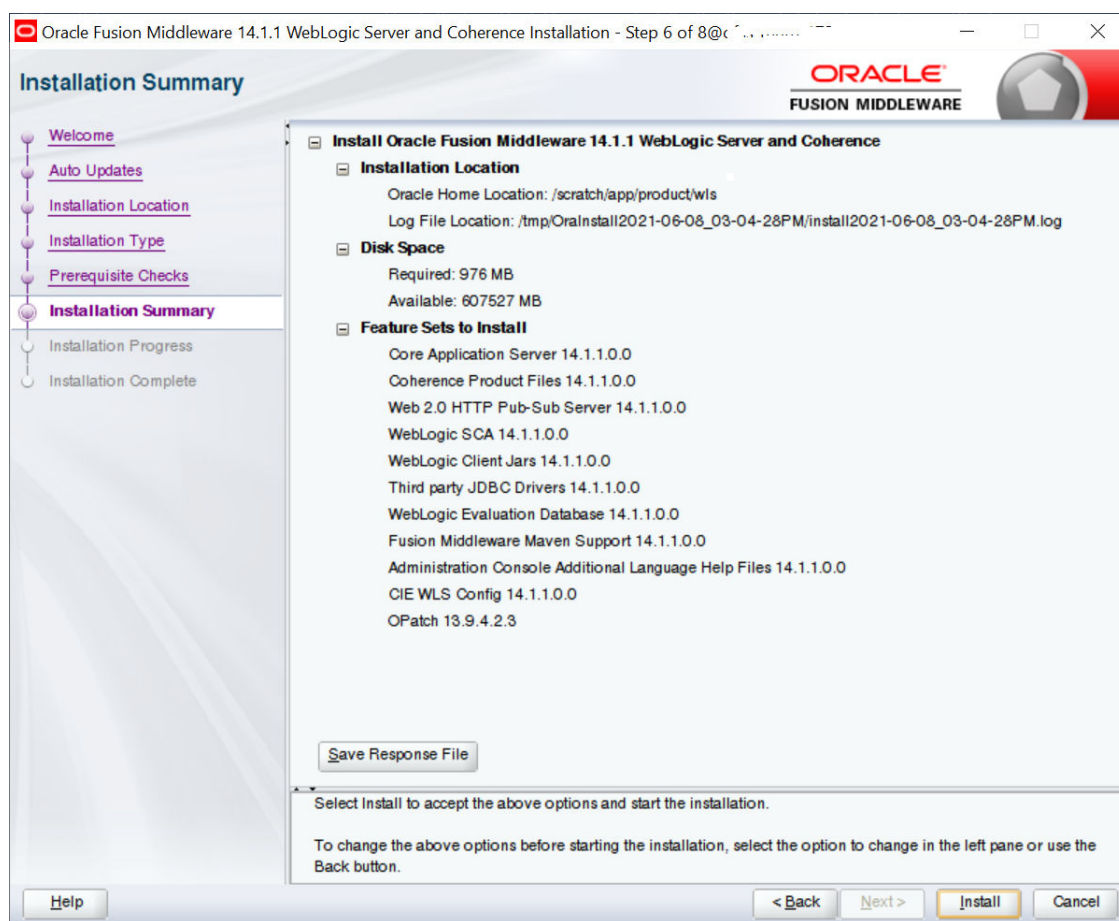 Oracle Fusion Middleware 14.1.1 WebLogic Server and Coherence Installation - Step 6 of 8@
Installation Summary
ORACLE
FUSION MIDDLEWARE
Welcome
Auto Updates
Installation Location
Installation Type
Prerequisite Checks
Installation Summary
Installation Progress
Installation Complete
Install Oracle Fusion Middleware 14.1.1 WebLogic Server and Coherence
Installation Location
Oracle Home Location: /scratch/app/product/wls
Log File Location: /tmp/OraInstall2021-06-08_03-04-28PM/install2021-06-08_03-04-28PM.log
Disk Space
Required: 976 MB
Available: 607527 MB
Feature Sets to Install
Core Application Server 14.1.1.0.0
Coherence Product Files 14.1.1.0.0
Web 2.0 HTTP Pub-Sub Server 14.1.1.0.0
WebLogic SCA 14.1.1.0.0
WebLogic Client Jars 14.1.1.0.0
Third party JDBC Drivers 14.1.1.0.0
WebLogic Evaluation Database 14.1.1.0.0
Fusion Middleware Maven Support 14.1.1.0.0
Administration Console Additional Language Help Files 14.1.1.0.0
CIE WLS Config 14.1.1.0.0
OPatch 13.9.4.2.3
Save Response File
Select Install to accept the above options and start the installation.
To change the above options before starting the installation, select the option to change in the left pane or use the
Back button.
Help
< Back
Next >
Install
Cancel